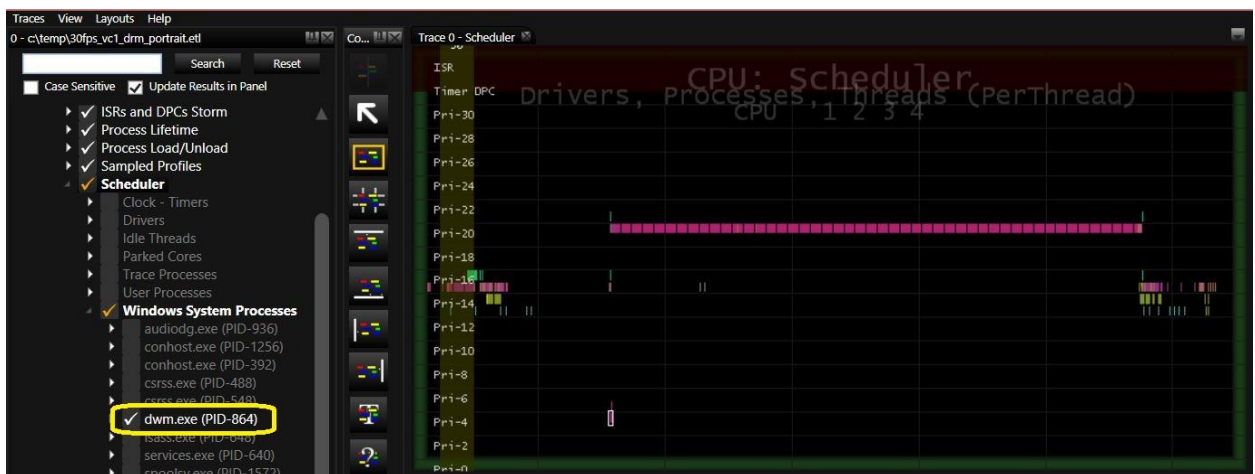 Traces View Layouts Help
0 - c\temp\30fps_vc1_drm_portrait.etl
Search Reset
Case Sensitive Update Results in Panel
ISRs and DPCs Storm
Process Lifetime
Process Load/Unload
Sampled Profiles
Scheduler
Clock - Timers
Drivers
Idle Threads
Parked Cores
Trace Processes
User Processes
Windows System Processes
audiodg.exe (PID-936)
conhost.exe (PID-1256)
conhost.exe (PID-392)
csrss.exe (PID-488)
csrss.exe (PID-548)
dwm.exe (PID-864)
lsass.exe (PID-648)
services.exe (PID-640)
spoolsv.exe (PID-1572)
Co...
Trace 0 - Scheduler
CPU: Scheduler
Drivers, Processes, Threads (PerThread)
CPU 1 2 3 4
ISR
Timer DPC
Pri-30
Pri-28
Pri-26
Pri-24
Pri-22
Pri-20
Pri-18
Pri-16
Pri-14
Pri-12
Pri-10
Pri-8
Pri-6
Pri-4
Pri-2
Pri-0